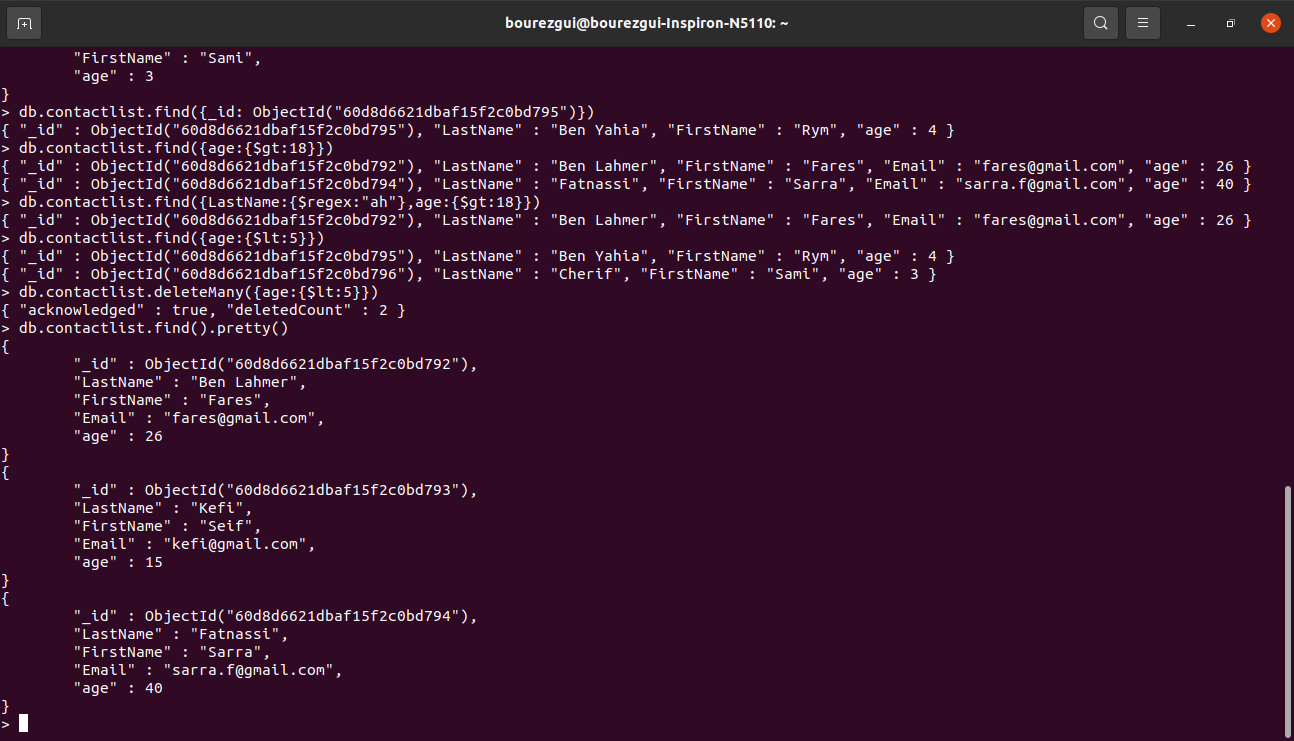 bourezgui@bourezgui-Inspiron-N5110: ~
        "FirstName" : "Sami",
        "age" : 3
}
> db.contactlist.find({_id: ObjectId("60d8d6621dbaf15f2c0bd795")})
{ "_id" : ObjectId("60d8d6621dbaf15f2c0bd795"), "LastName" : "Ben Yahia", "FirstName" : "Rym", "age" : 4 }
> db.contactlist.find({age:{$gt:18}})
{ "_id" : ObjectId("60d8d6621dbaf15f2c0bd792"), "LastName" : "Ben Lahmer", "FirstName" : "Fares", "Email" : "fares@gmail.com", "age" : 26 }
{ "_id" : ObjectId("60d8d6621dbaf15f2c0bd794"), "LastName" : "Fatnassi", "FirstName" : "Sarra", "Email" : "sarra.f@gmail.com", "age" : 40 }
> db.contactlist.find({LastName:{$regex:"ah"},age:{$gt:18}})
{ "_id" : ObjectId("60d8d6621dbaf15f2c0bd792"), "LastName" : "Ben Lahmer", "FirstName" : "Fares", "Email" : "fares@gmail.com", "age" : 26 }
> db.contactlist.find({age:{$lt:5}})
{ "_id" : ObjectId("60d8d6621dbaf15f2c0bd795"), "LastName" : "Ben Yahia", "FirstName" : "Rym", "age" : 4 }
{ "_id" : ObjectId("60d8d6621dbaf15f2c0bd796"), "LastName" : "Cherif", "FirstName" : "Sami", "age" : 3 }
> db.contactlist.deleteMany({age:{$lt:5}})
{ "acknowledged" : true, "deletedCount" : 2 }
> db.contactlist.find().pretty()
{
        "_id" : ObjectId("60d8d6621dbaf15f2c0bd792"),
        "LastName" : "Ben Lahmer",
        "FirstName" : "Fares",
        "Email" : "fares@gmail.com",
        "age" : 26
}
{
        "_id" : ObjectId("60d8d6621dbaf15f2c0bd793"),
        "LastName" : "Kefi",
        "FirstName" : "Seif",
        "Email" : "kefi@gmail.com",
        "age" : 15
}
{
        "_id" : ObjectId("60d8d6621dbaf15f2c0bd794"),
        "LastName" : "Fatnassi",
        "FirstName" : "Sarra",
        "Email" : "sarra.f@gmail.com",
        "age" : 40
}
>